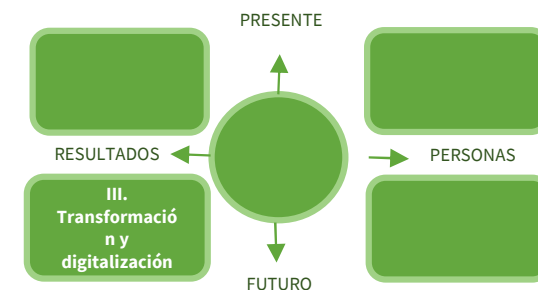 PRESENTE
RESULTADOS
PERSONAS
III.
Transformació
n y
digitalización
FUTURO